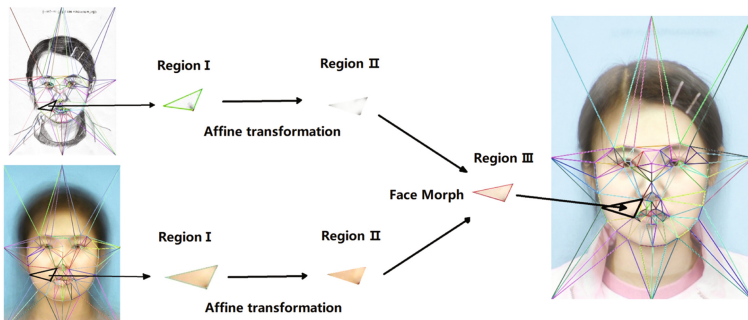 Region I
Region II
Affine transformation
Region III
Face Morph
Region I
Region II
Affine transformation